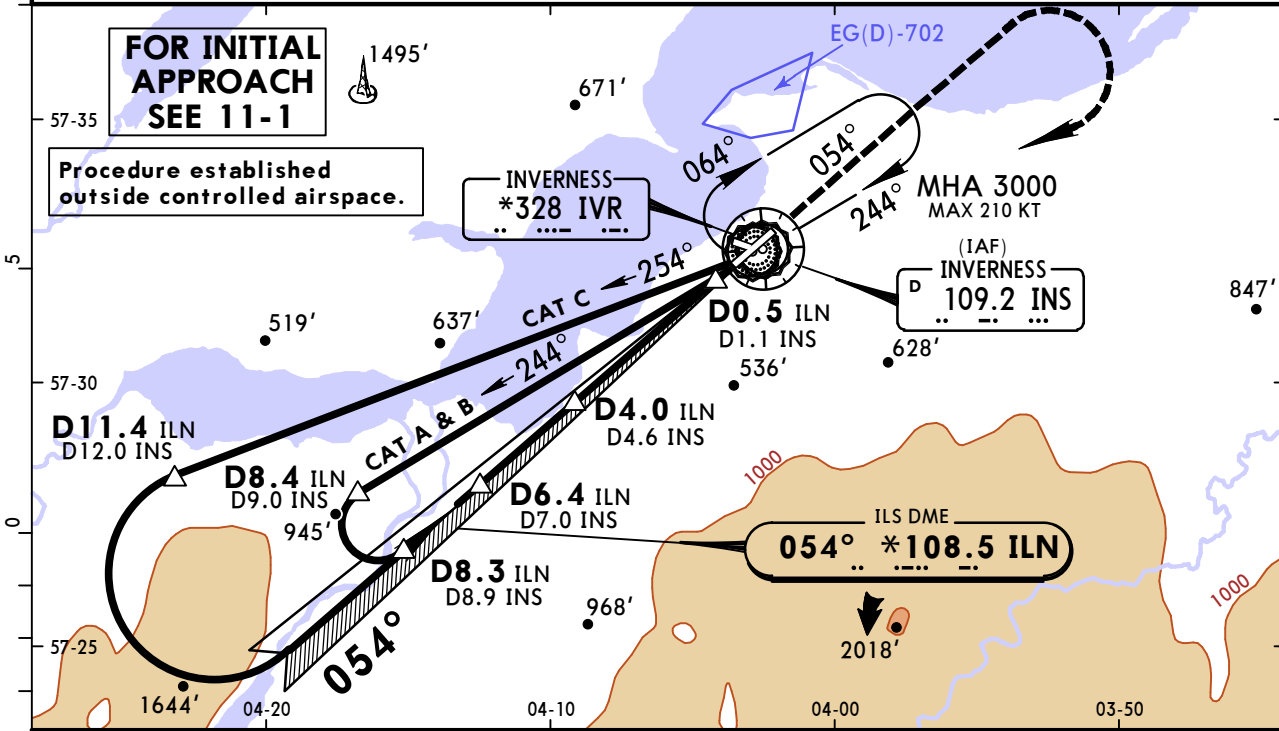 FOR INITIAL
APPROACH
SEE 11-1
1495'
671'
EG(D)-702
57-35
Procedure established
outside controlled airspace.
INVERNESS
*328 IVR
064°
054°
244°
MHA 3000
MAX 210 KT
(IAF)
INVERNESS
D 109.2 INS
847'
5
254°
CAT C
519'
637'
D0.5 ILN
D1.1 INS
628'
536'
244°
57-30
CAT A & B
D4.0 ILN
D4.6 INS
D11.4 ILN
D12.0 INS
D8.4 ILN
D9.0 INS
945'
1000
D6.4 ILN
D7.0 INS
0
ILS DME
054° *108.5 ILN
D8.3 ILN
D8.9 INS
1000
968'
2018'
57-25
054°
1644'
04-20
04-10
04-00
03-50